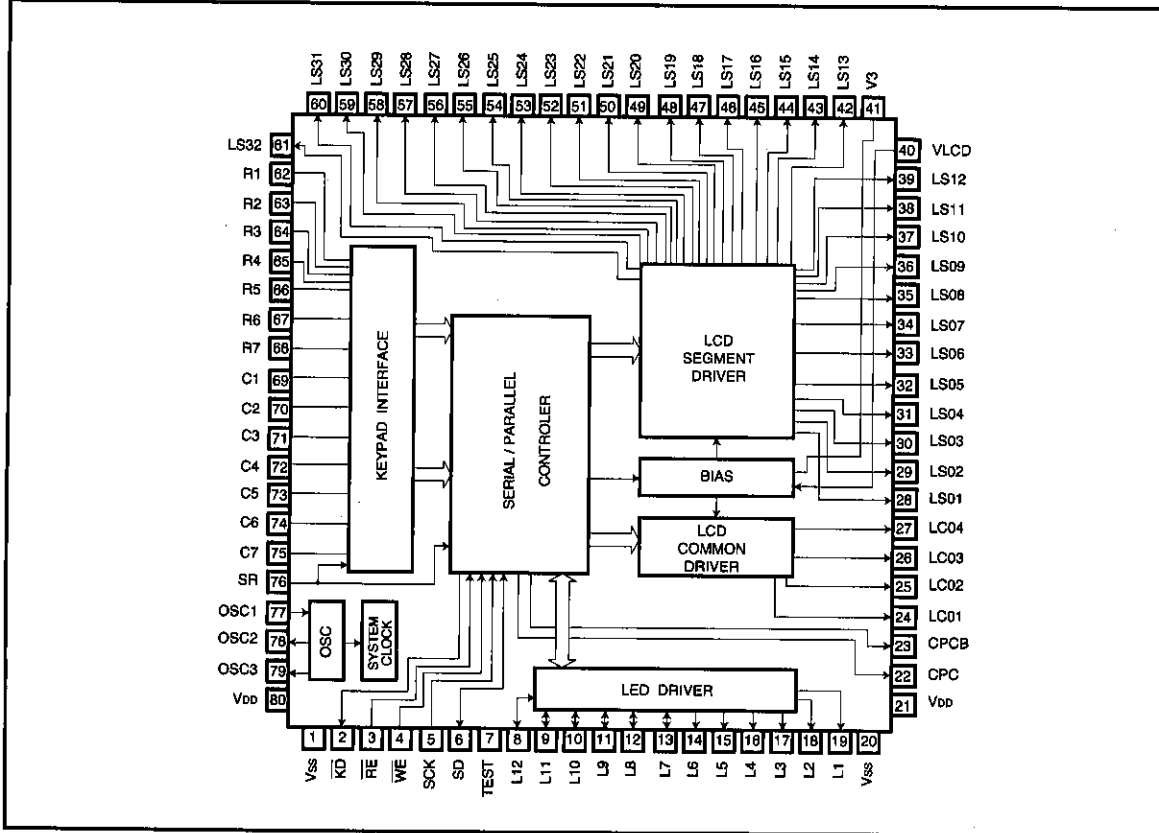 LS31 LS30 LS29 LS28 LS27 LS26 LS25 LS24 LS23 LS22 LS21 LS20 LS19 LS18 LS17 LS16 LS15 LS14 LS13 V3
60 59 58 57 56 55 54 53 52 51 50 49 48 47 46 45 44 43 42 41
LS32 61
R1 62
R2 63
R3 64
R4 65
R5 66
R6 67
R7 68
C1 69
C2 70
C3 71
C4 72
C5 73
C6 74
C7 75
SR 76
OSC1 77
OSC2 78
OSC3 79
VDD 80
KEYPAD INTERFACE
SERIAL / PARALLEL
CONTROLER
LCD
SEGMENT
DRIVER
BIAS
LCD
COMMON
DRIVER
OSC
SYSTEM
CLOCK
LED DRIVER
40 VLCD
39 LS12
38 LS11
37 LS10
36 LS09
35 LS08
34 LS07
33 LS06
32 LS05
31 LS04
30 LS03
29 LS02
28 LS01
27 LC04
26 LC03
25 LC02
24 LC01
23 CPCB
22 CPC
21 VDD
1 2 3 4 5 6 7 8 9 10 11 12 13 14 15 16 17 18 19 20
Vss KD RE WE SCK SD TEST L12 L11 L10 L9 L8 L7 L6 L5 L4 L3 L2 L1 Vss